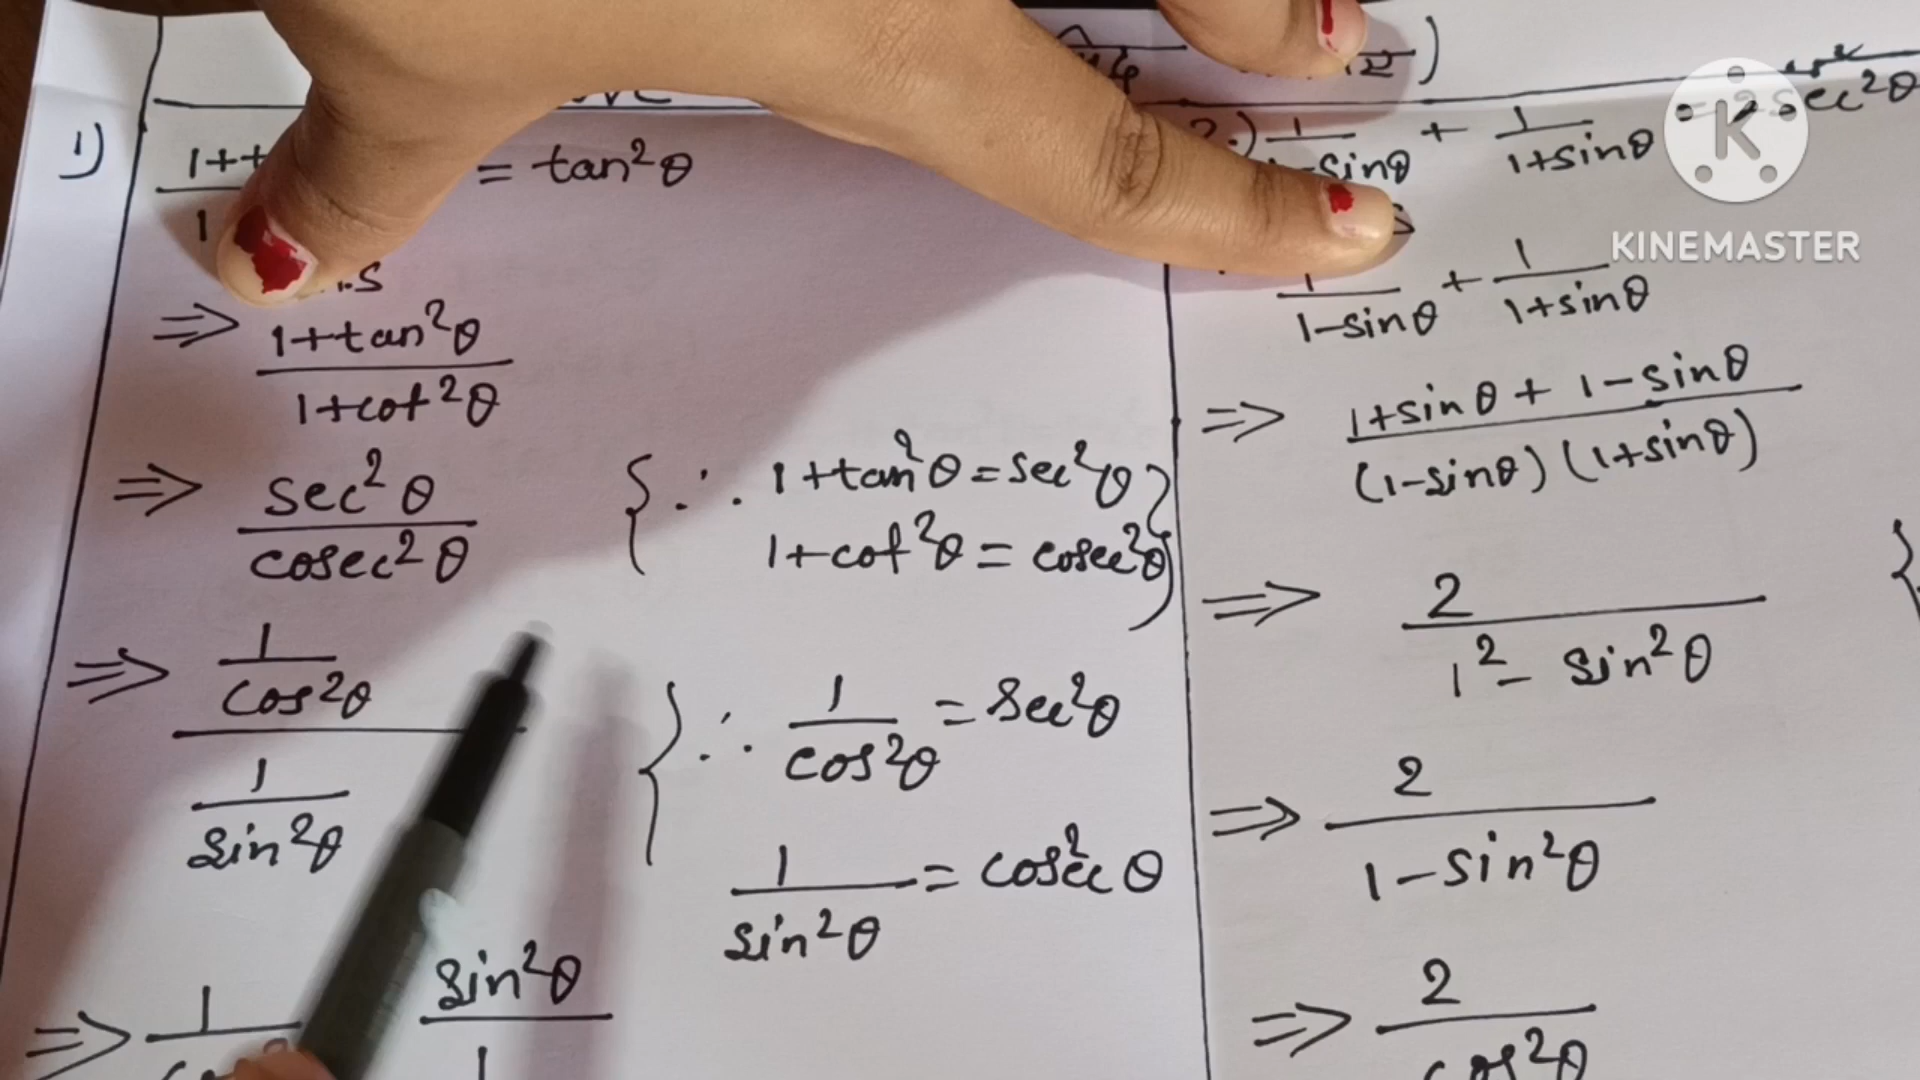 1) = tan²θ
⇒ 1+tan²θ / 1+cot²θ
⇒ sec²θ / cosec²θ { ∴ 1+tan²θ = sec²θ
1+cot²θ = cosec²θ }
⇒ 1/cos²θ / 1/sin²θ { ∴ 1/cos²θ = sec²θ
1/sin²θ = cosec²θ
⇒ 1 sin²θ / 1
+ 1/1+sinθ = 2sec²θ
1/1-sinθ + 1/1+sinθ
⇒ 1+sinθ + 1-sinθ / (1-sinθ)(1+sinθ)
⇒ 2 / 1² - sin²θ
⇒ 2 / 1-sin²θ
⇒ 2 / cos²θ
K
KINEMASTER